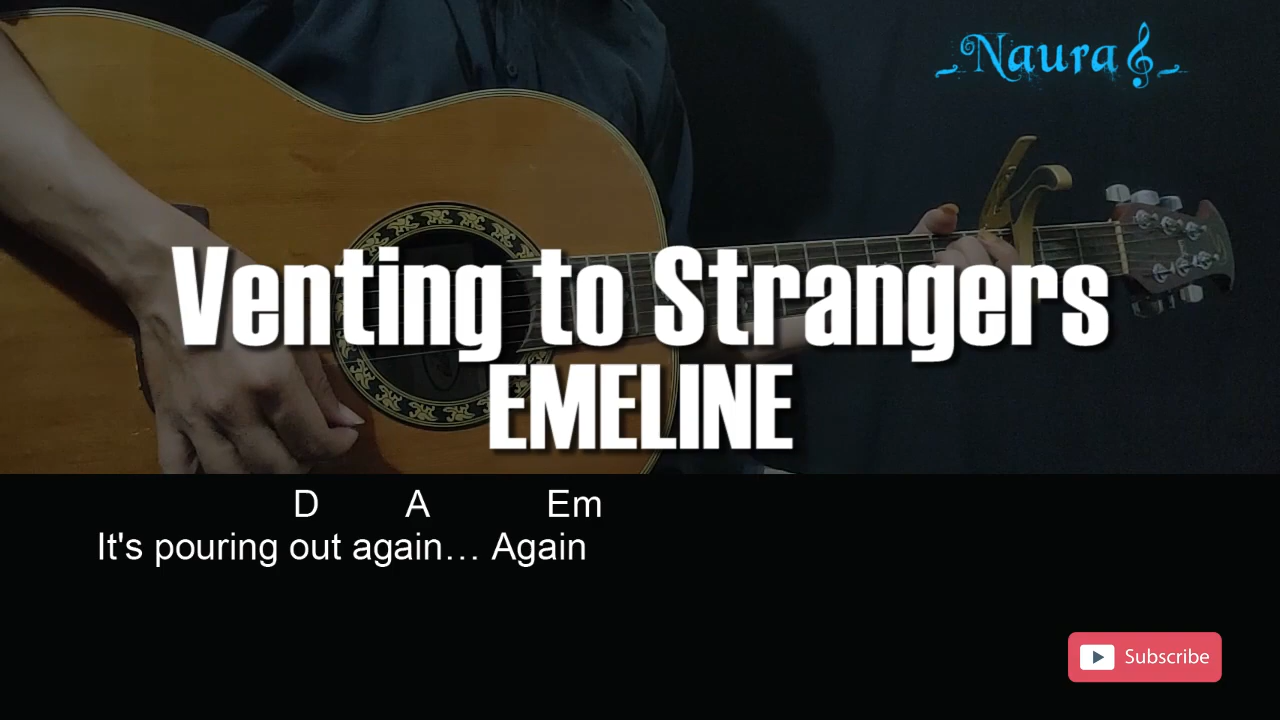 Naura
Venting to Strangers
EMELINE
D A Em
It's pouring out again… Again
Subscribe